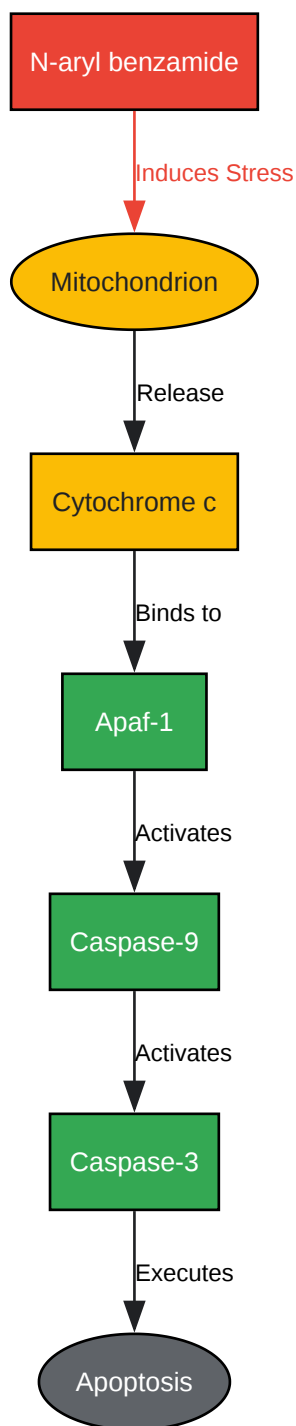 N-aryl benzamide
Induces Stress
Mitochondrion
Release
Cytochrome c
Binds to
Apaf-1
Activates
Caspase-9
Activates
Caspase-3
Executes
Apoptosis